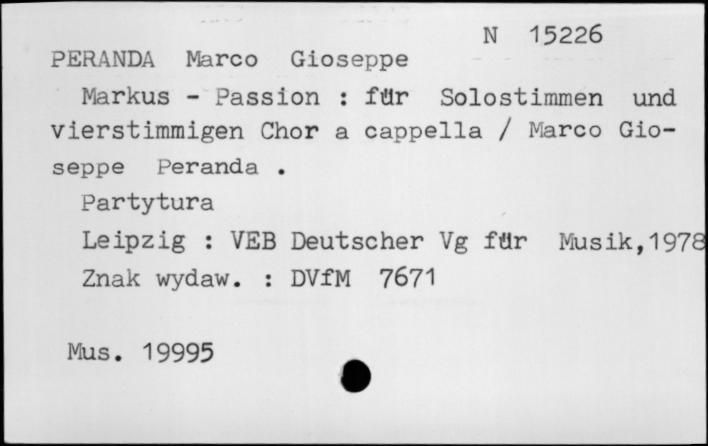 N 15226
PERANDA Marco Gioseppe
Markus - Passion : für Solostimmen und
vierstimmigen Chor a cappella / Marco Gio-
seppe Peranda .
Partytura
Leipzig : VEB Deutscher Vg für Musik,1978
Znak wydaw. : DVfM 7671
Mus. 19995